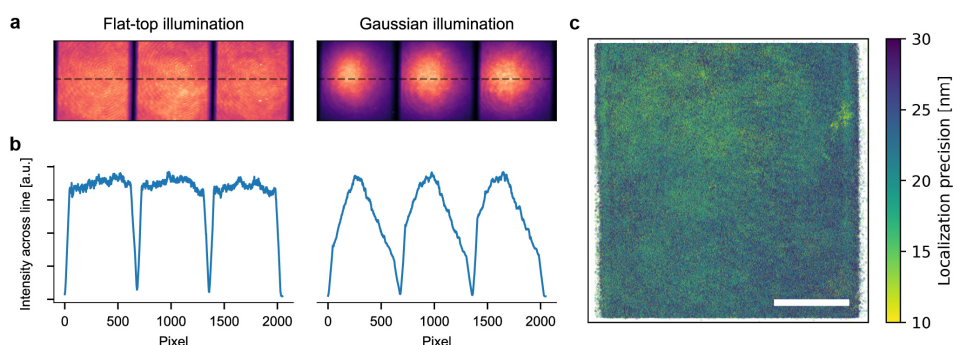 a
Flat-top illumination
Gaussian illumination
b
Intensity across line [a.u.]
0 500 1000 1500 2000
Pixel
0 500 1000 1500 2000
Pixel
c
30
25
20
15
10
Localization precision [nm]